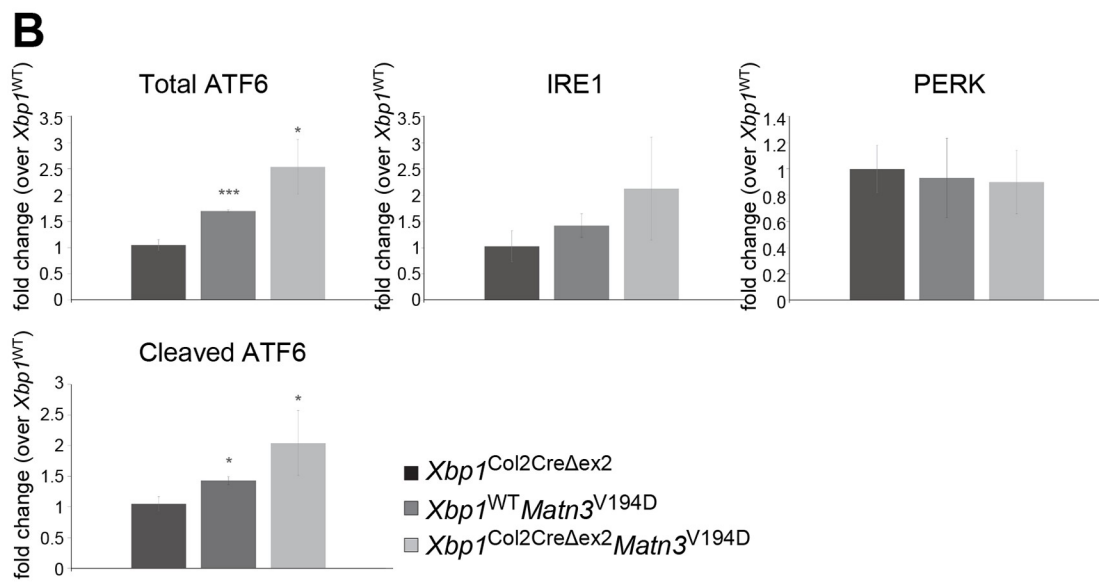 B
Total ATF6
fold change (over Xbp1WT)
3.5
3
2.5
2
1.5
1
0.5
0
***
*
IRE1
fold change (over Xbp1WT)
3.5
3
2.5
2
1.5
1
0.5
0
PERK
fold change (over Xbp1WT)
1.4
1.2
1
0.8
0.6
0.4
0.2
0
Cleaved ATF6
fold change (over Xbp1WT)
3
2.5
2
1.5
1
0.5
0
*
*
Xbp1Col2CreΔex2
Xbp1WTMatn3V194D
Xbp1Col2CreΔex2Matn3V194D